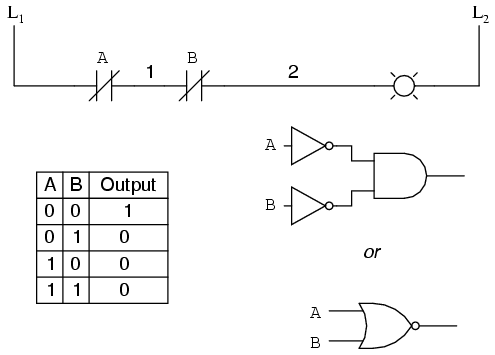 L1 L2
A 1 B 2
A
B
A B Output
0 0 1
0 1 0
1 0 0
1 1 0
or
A
B